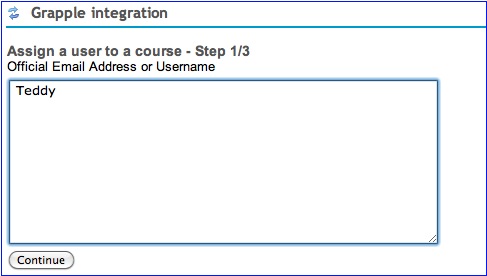 Grapple integration
Assign a user to a course - Step 1/3
Official Email Address or Username
Teddy
Continue